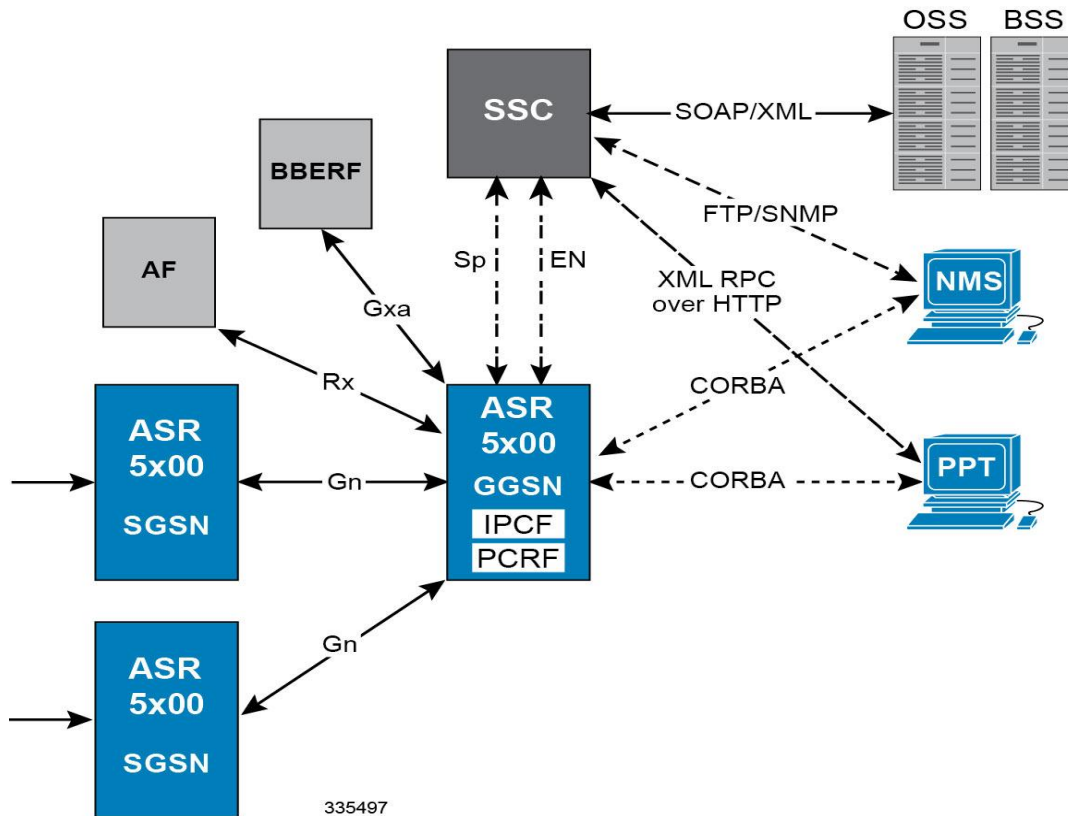 OSS BSS
SSC
SOAP/XML
BBERF
FTP/SNMP
Sp
EN
AF
XML RPC
over HTTP
NMS
Gxa
Rx
CORBA
ASR
5x00
SGSN
Gn
ASR
5x00
GGSN
IPCF
PCRF
CORBA
PPT
Gn
ASR
5x00
SGSN
335497